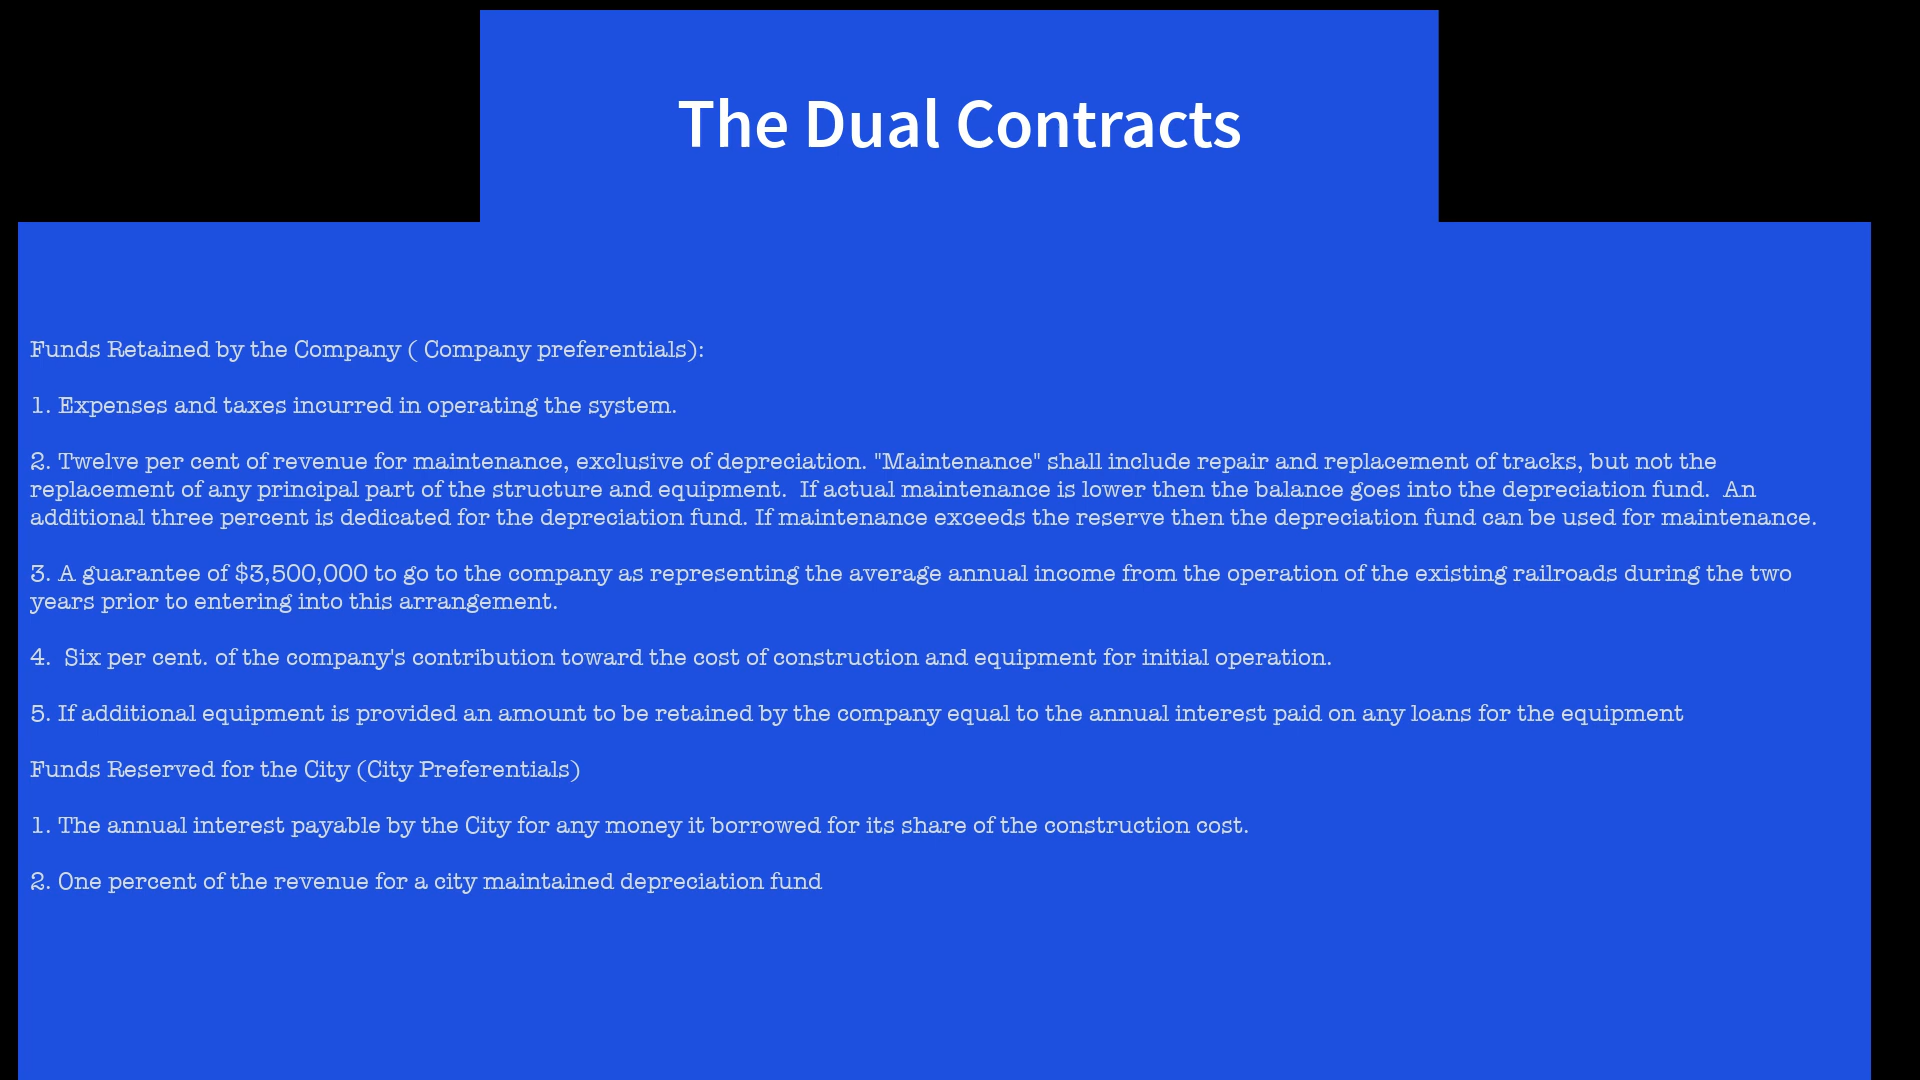 The Dual Contracts
Funds Retained by the Company ( Company preferentials):
1. Expenses and taxes incurred in operating the system.
2. Twelve per cent of revenue for maintenance, exclusive of depreciation. "Maintenance" shall include repair and replacement of tracks, but not the
replacement of any principal part of the structure and equipment.  If actual maintenance is lower then the balance goes into the depreciation fund.  An
additional three percent is dedicated for the depreciation fund. If maintenance exceeds the reserve then the depreciation fund can be used for maintenance.
3. A guarantee of $3,500,000 to go to the company as representing the average annual income from the operation of the existing railroads during the two
years prior to entering into this arrangement.
4.  Six per cent. of the company's contribution toward the cost of construction and equipment for initial operation.
5. If additional equipment is provided an amount to be retained by the company equal to the annual interest paid on any loans for the equipment
Funds Reserved for the City (City Preferentials)
1. The annual interest payable by the City for any money it borrowed for its share of the construction cost.
2. One percent of the revenue for a city maintained depreciation fund